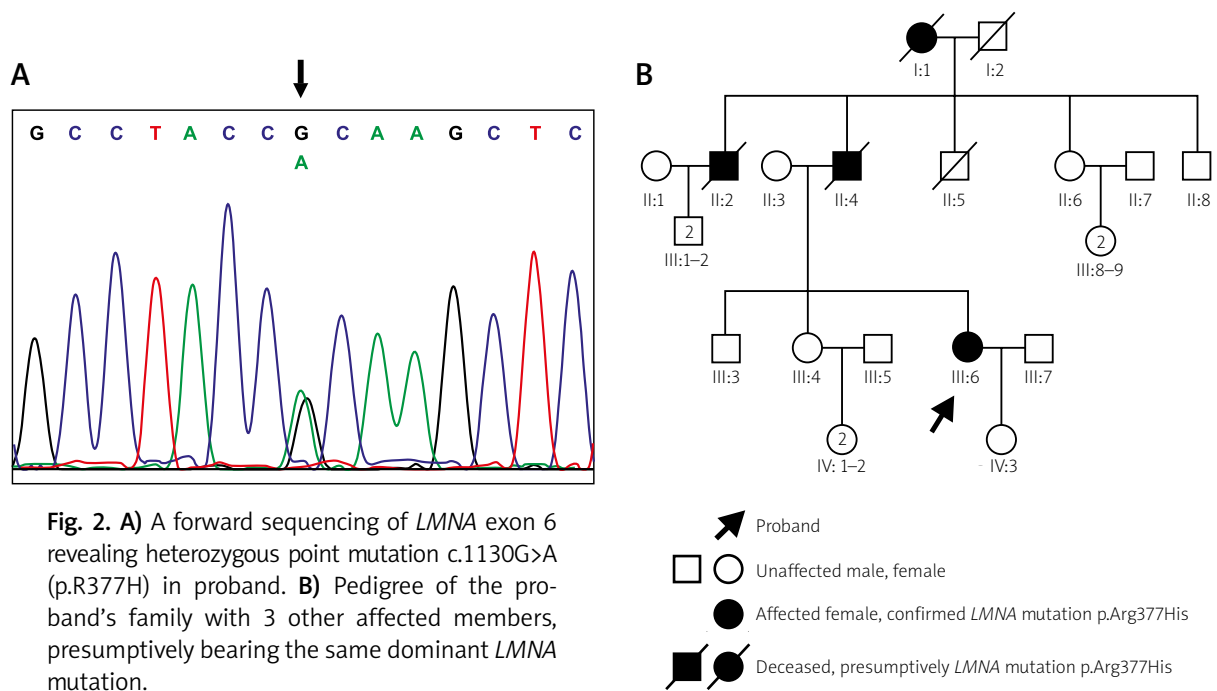 A
G C C T A C C G C A A G C T C
A
Fig. 2. A) A forward sequencing of LMNA exon 6
revealing heterozygous point mutation c.1130G>A
(p.R377H) in proband. B) Pedigree of the pro-
band's family with 3 other affected members,
presumptively bearing the same dominant LMNA
mutation.
B
I:1 I:2
II:1 II:2 II:3 II:4 II:5 II:6 II:7 II:8
2 2
III:1–2 III:8–9
III:3 III:4 III:5 III:6 III:7
2
IV: 1–2 IV:3
Proband
Unaffected male, female
Affected female, confirmed LMNA mutation p.Arg377His
Deceased, presumptively LMNA mutation p.Arg377His